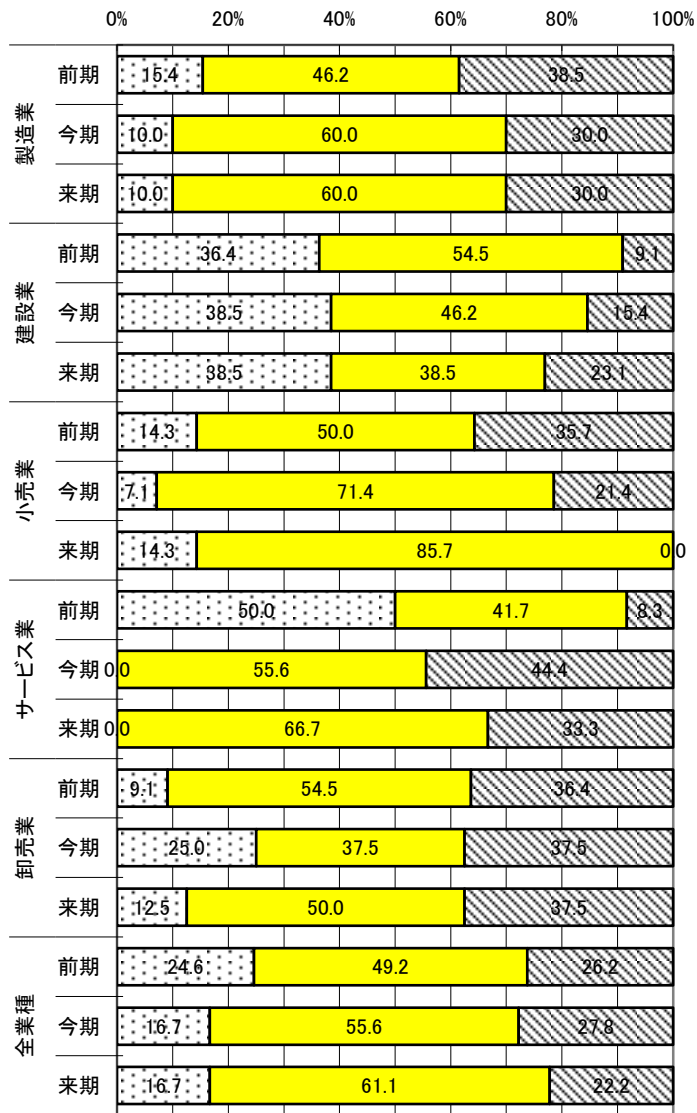 0% 20% 40% 60% 80% 100%
製造業
前期 15.4 46.2 38.5
今期 10.0 60.0 30.0
来期 10.0 60.0 30.0
建設業
前期 36.4 54.5 9.1
今期 38.5 46.2 15.4
来期 38.5 38.5 23.1
小売業
前期 14.3 50.0 35.7
今期 7.1 71.4 21.4
来期 14.3 85.7 0.0
サービス業
前期 50.0 41.7 8.3
今期 0.0 55.6 44.4
来期 0.0 66.7 33.3
卸売業
前期 9.1 54.5 36.4
今期 25.0 37.5 37.5
来期 12.5 50.0 37.5
全業種
前期 24.6 49.2 26.2
今期 16.7 55.6 27.8
来期 16.7 61.1 22.2